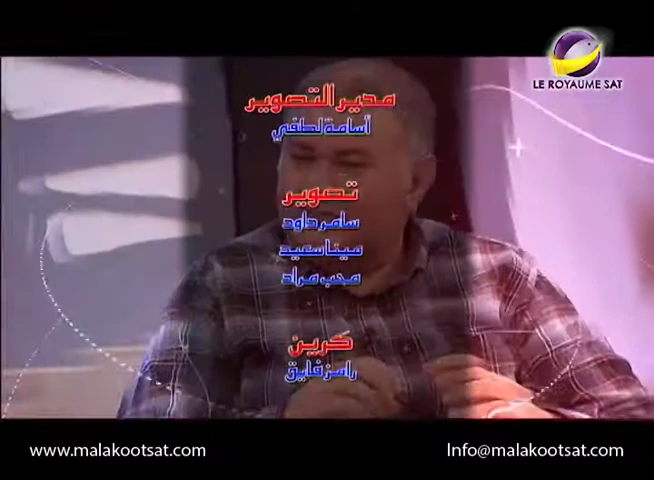 LE ROYAUME SAT
مدير التصوير
أسامة لطفي
تصوير
سامر داود
مينا سعيد
محب مراد
كرين
رامز فايق
www.malakootsat.com
Info@malakootsat.com